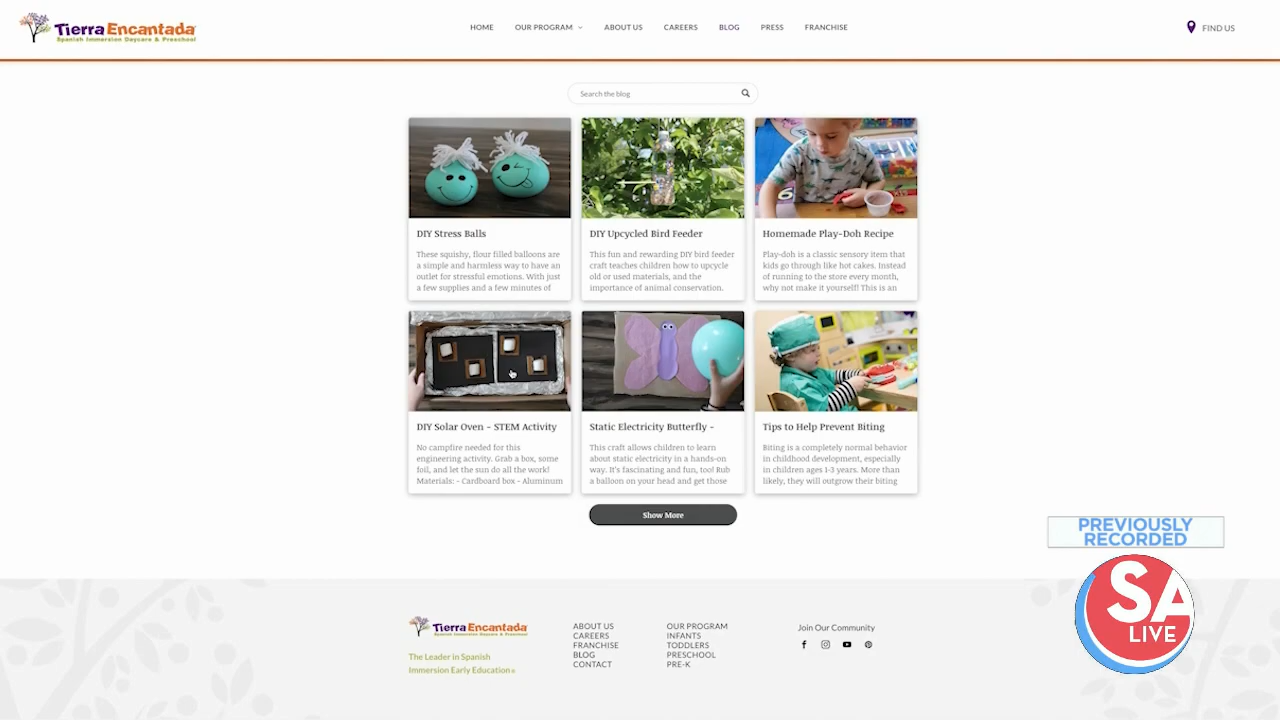 Tierra Encantada
Spanish Immersion Daycare & Preschool
HOME OUR PROGRAM ABOUT US CAREERS BLOG PRESS FRANCHISE
FIND US
Search the blog
DIY Stress Balls
These squishy, flour filled balloons are
a simple and harmless way to have an
outlet for stressful emotions. With just
a few supplies and a few minutes of
DIY Upcycled Bird Feeder
This fun and rewarding DIY bird feeder
craft teaches children how to upcycle
old or used materials, and the
importance of animal conservation.
6
Homemade Play-Doh Recipe
Play-doh is a classic sensory item that
kids go through like hot cakes. Instead
of running to the store every month,
why not make it yourself! This is an
DIY Solar Oven - STEM Activity
No campfire needed for this
engineering activity. Grab a box, some
foil, and let the sun do all the work!
Materials: - Cardboard box - Aluminum
Static Electricity Butterfly -
This craft allows children to learn
about static electricity in a hands-on
way. It's fascinating and fun, too! Rub
a balloon on your head and get those
Tips to Help Prevent Biting
Biting is a completely normal behavior
in childhood development, especially
in children ages 1-3 years. More than
likely, they will outgrow their biting
Show More
PREVIOUSLY
RECORDED
SA
LIVE
Tierra Encantada
Spanish Immersion Daycare & Preschool
The Leader in Spanish
Immersion Early Education®
ABOUT US
CAREERS
FRANCHISE
BLOG
CONTACT
OUR PROGRAM
INFANTS
TODDLERS
PRESCHOOL
PRE-K
Join Our Community